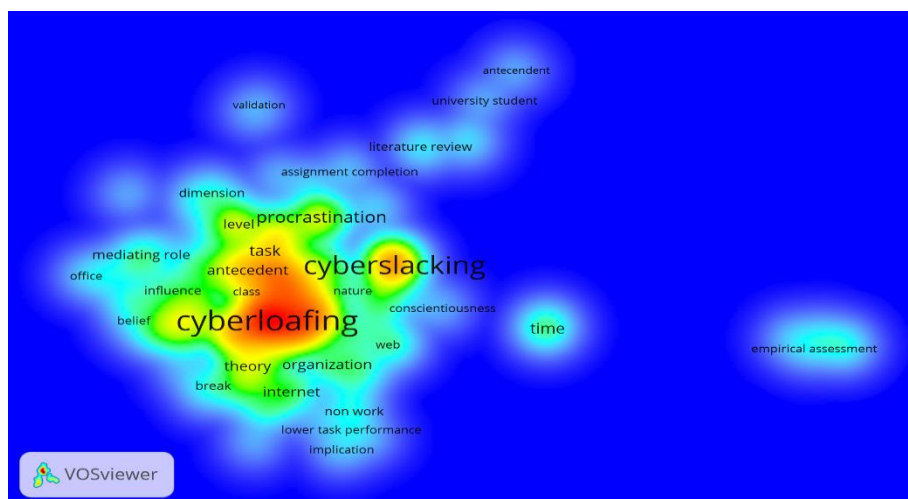 antecendent
university student
validation
literature review
assignment completion
dimension
procrastination
level
task
mediating role
cyberslacking
antecedent
office
influence
class
nature
conscientiousness
belief
cyberloafing
time
web
empirical assessment
theory
organization
break
internet
non work
lower task performance
implication
VOSviewer